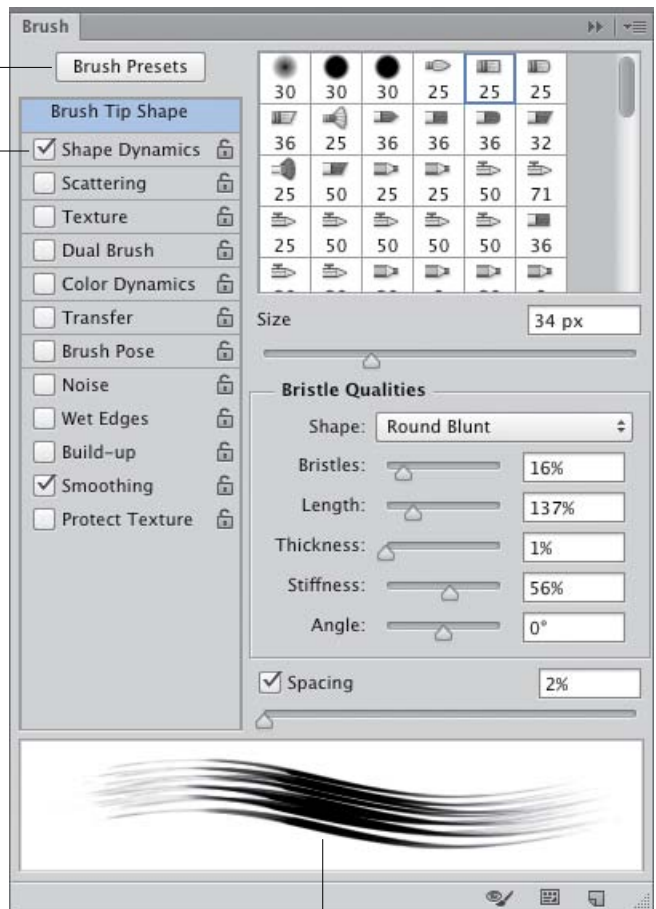 Brush
Brush Presets
Brush Tip Shape
Shape Dynamics
Scattering
Texture
Dual Brush
Color Dynamics
Transfer
Brush Pose
Noise
Wet Edges
Build-up
Smoothing
Protect Texture
30 30 30 25 25 25
36 25 36 36 36 32
25 50 25 25 50 71
25 50 50 50 50 36
Size 34 px
Bristle Qualities
Shape: Round Blunt
Bristles: 16%
Length: 137%
Thickness: 1%
Stiffness: 56%
Angle: 0°
Spacing 2%